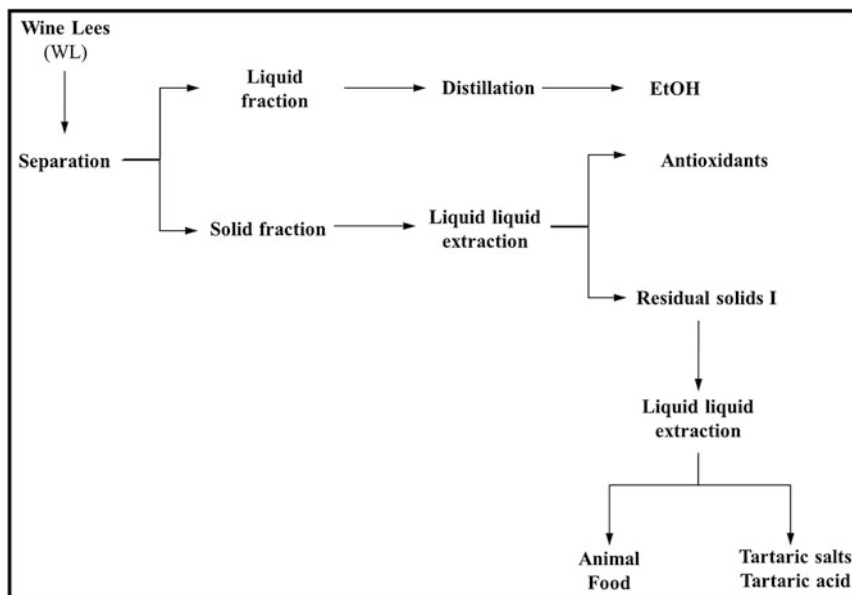 Wine Lees
(WL)
Liquid
fraction
Distillation
EtOH
Separation
Antioxidants
Solid fraction
Liquid liquid
extraction
Residual solids I
Liquid liquid
extraction
Animal
Food
Tartaric salts
Tartaric acid